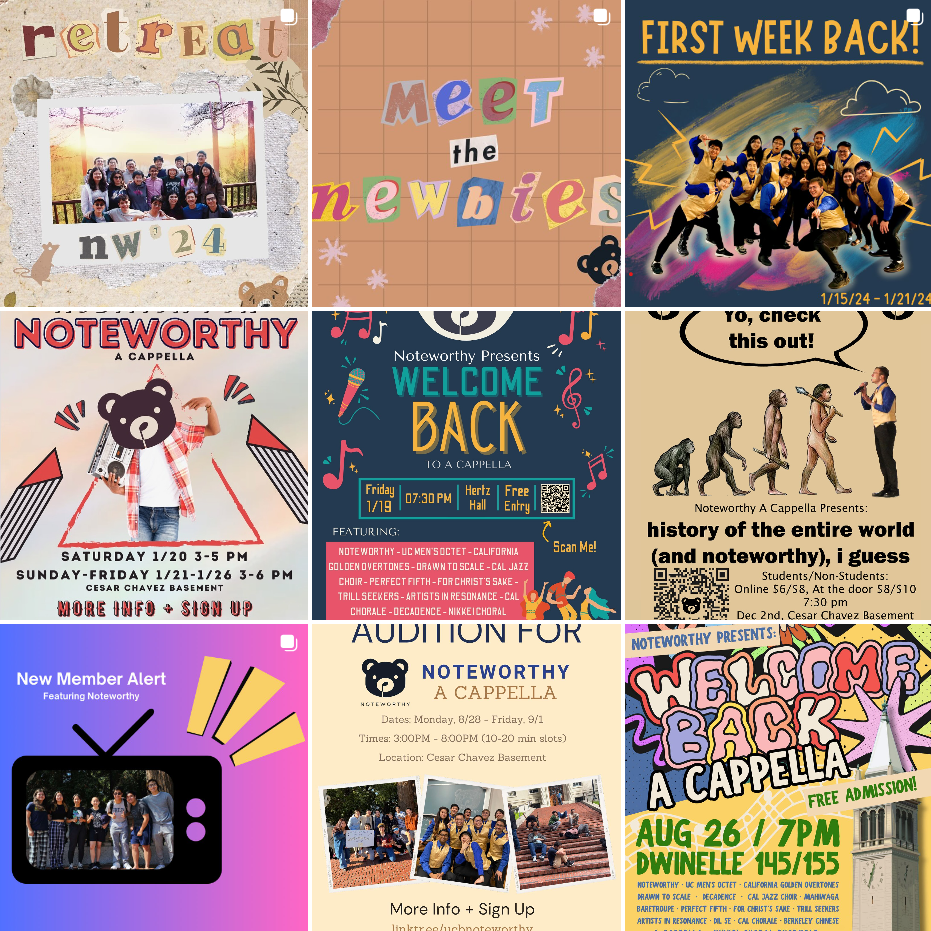 retreat
nw '24
MEET
the
newbies
FIRST WEEK BACK!
1/15/24 - 1/21/24
NOTEWORTHY
A CAPPELLA
SATURDAY 1/20 3-5 PM
SUNDAY-FRIDAY 1/21-1/26 3-6 PM
CESAR CHAVEZ BASEMENT
MORE INFO + SIGN UP
Noteworthy Presents
WELCOME
BACK
TO A CAPPELLA
Friday
1/19
07:30 PM
Hertz
Hall
Free
Entry
Scan Me!
FEATURING:
NOTEWORTHY - UC MEN'S OCTET - CALIFORNIA
GOLDEN OVERTONES - DRAWN TO SCALE - CAL JAZZ
CHOIR - PERFECT FIFTH - FOR CHRIST'S SAKE -
TRILL SEEKERS - ARTISTS IN RESONANCE - CAL
CHORALE - DECADENCE - NIKKEI CHORAL
Yo, check
this out!
Noteworthy A Cappella Presents:
history of the entire world
(and noteworthy), i guess
Students/Non-Students:
Online $6/$8, At the door $8/$10
7:30 pm
Dec 2nd, Cesar Chavez Basement
New Member Alert
Featuring Noteworthy
AUDITION FOR
NOTEWORTHY
NOTEWORTHY
A CAPPELLA
Dates: Monday, 8/28 - Friday, 9/1
Times: 3:00PM - 8:00PM (10-20 min slots)
Location: Cesar Chavez Basement
More Info + Sign Up
linktree/ucbnoteworthy
NOTEWORTHY PRESENTS:
WELCOME
BACK
A CAPPELLA
FREE ADMISSION!
AUG 26 / 7PM
DWINELLE 145/155
NOTEWORTHY · UC MEN'S OCTET · CALIFORNIA GOLDEN OVERTONES
DRAWN TO SCALE · DECADENCE · CAL JAZZ CHOIR · MAHIWAGA
BARETROUPE · PERFECT FIFTH · FOR CHRIST'S SAKE · TRILL SEEKERS
ARTISTS IN RESONANCE · DIL SE · CAL CHORALE · BERKELEY CHINESE